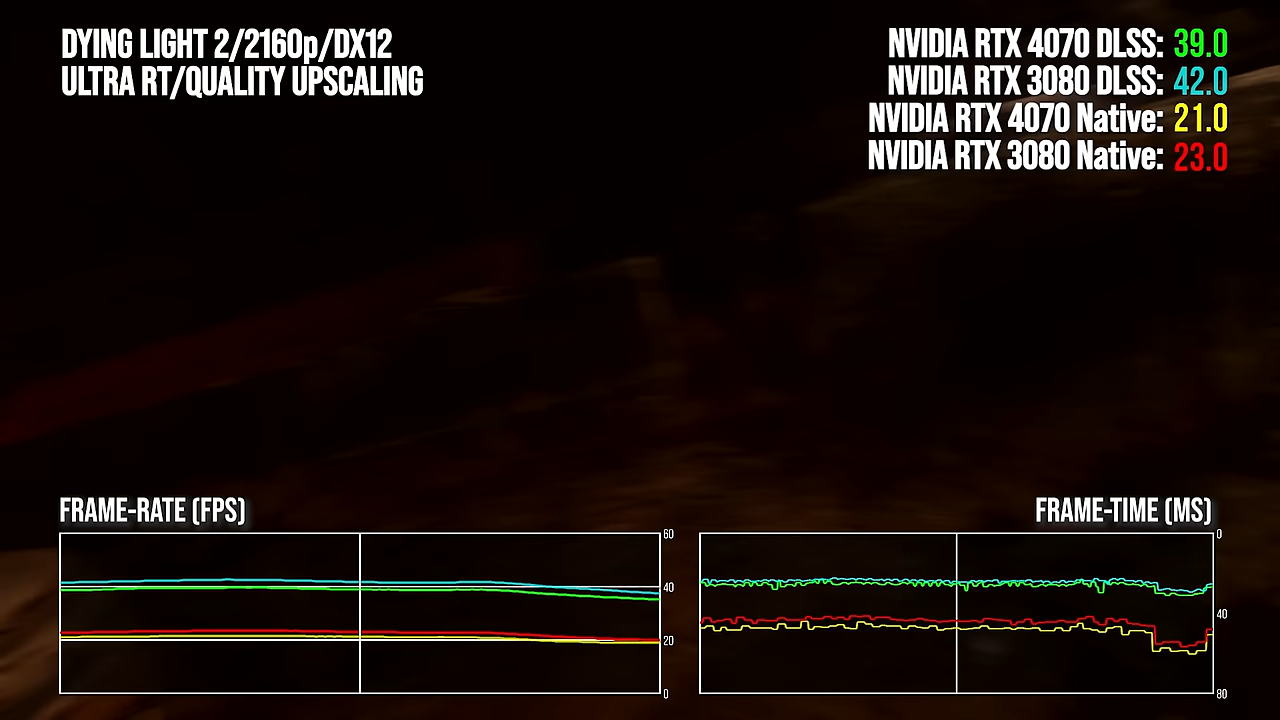 DYING LIGHT 2/2160p/DX12
ULTRA RT/QUALITY UPSCALING
NVIDIA RTX 4070 DLSS: 39.0
NVIDIA RTX 3080 DLSS: 42.0
NVIDIA RTX 4070 Native: 21.0
NVIDIA RTX 3080 Native: 23.0
FRAME-RATE (FPS)
60
40
20
0
FRAME-TIME (MS)
0
40
80